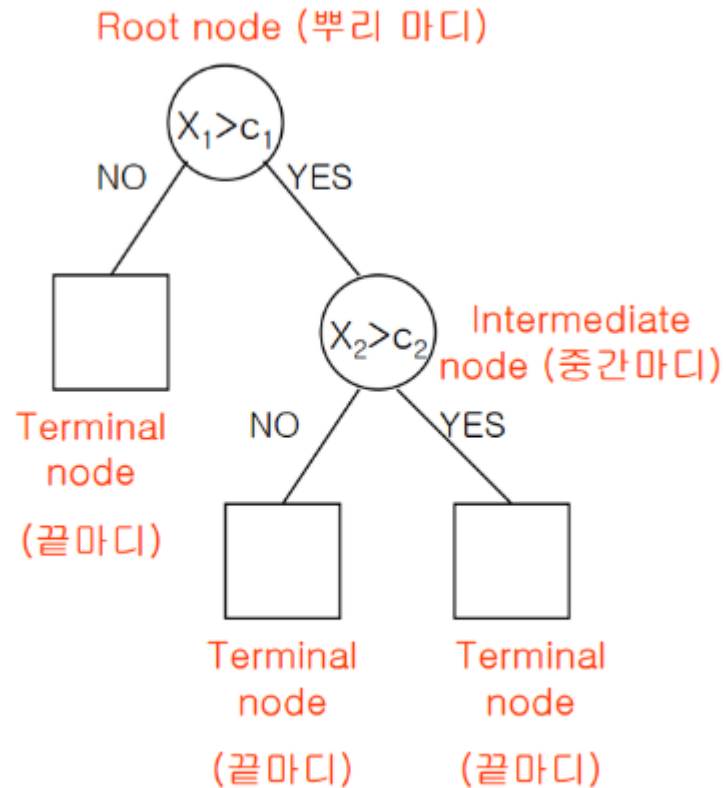 Root node (뿌리 마디)
X₁>c₁
NO
YES
X₂>c₂
Intermediate
node (중간마디)
Terminal
node
(끝마디)
NO
YES
Terminal
node
(끝마디)
Terminal
node
(끝마디)